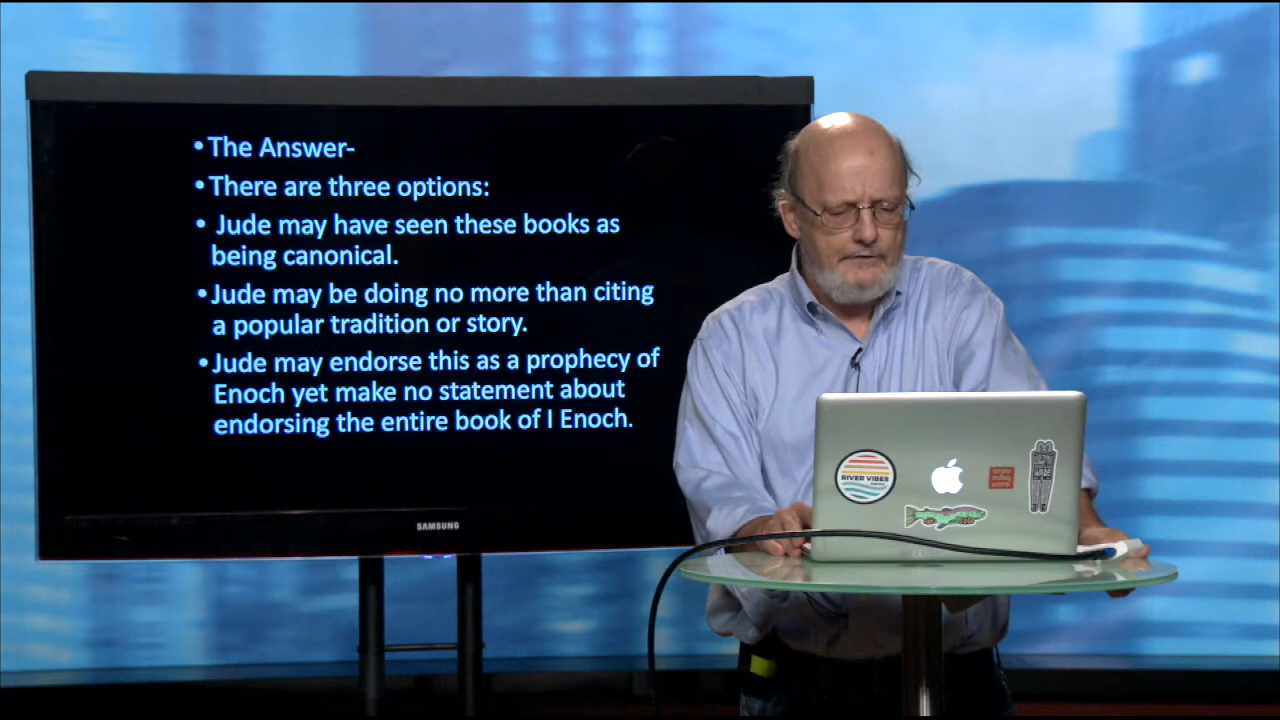 •The Answer-
•There are three options:
• Jude may have seen these books as
being canonical.
•Jude may be doing no more than citing
a popular tradition or story.
•Jude may endorse this as a prophecy of
Enoch yet make no statement about
endorsing the entire book of I Enoch.
SAMSUNG
RIVER VIBES